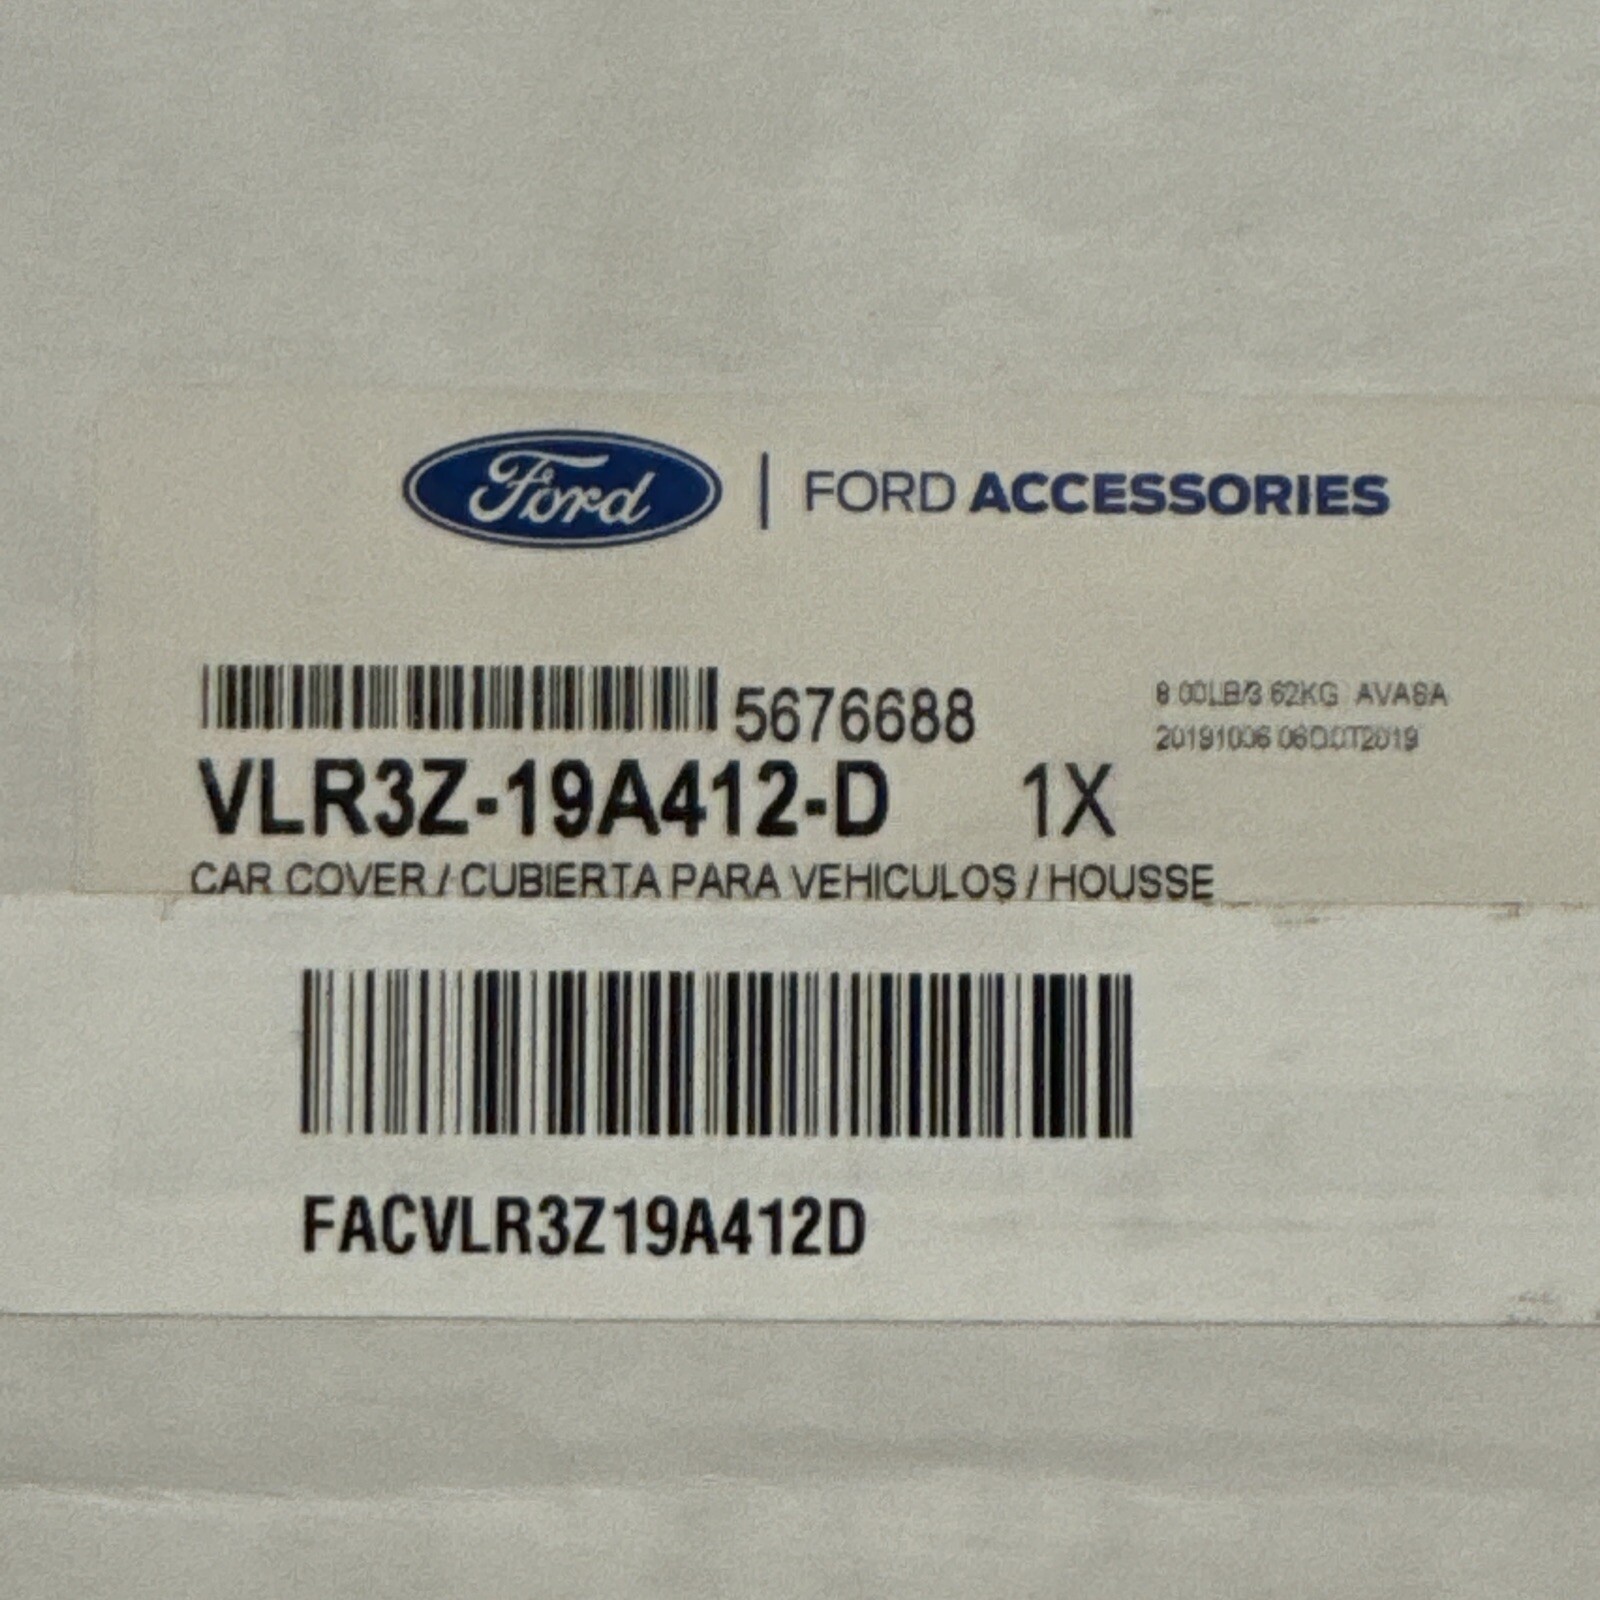 Ford | FORD ACCESSORIES
5676688
8.00LB/3.62KG AVASA
20191006 06OCT2019
VLR3Z-19A412-D 1X
CAR COVER / CUBIERTA PARA VEHICULOS / HOUSSE
FACVLR3Z19A412D